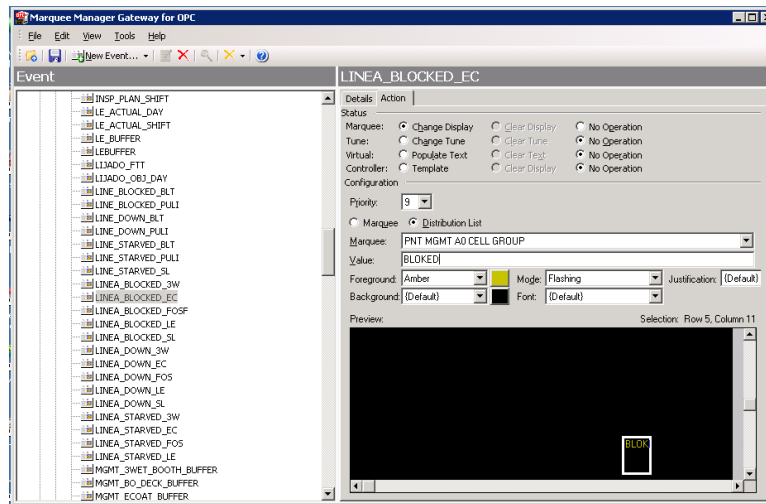 Marquee Manager Gateway for OPC
File Edit View Tools Help
New Event...
Event
INSP_PLAN_SHIFT
LE_ACTUAL_DAY
LE_ACTUAL_SHIFT
LE_BUFFER
LEBUFFER
LIJADO_FTT
LIJADO_OBJ_DAY
LINE_BLOCKED_BLT
LINE_BLOCKED_PULI
LINE_DOWN_BLT
LINE_DOWN_PULI
LINE_STARVED_BLT
LINE_STARVED_PULI
LINE_STARVED_SL
LINEA_BLOCKED_3W
LINEA_BLOCKED_EC
LINEA_BLOCKED_FOSF
LINEA_BLOCKED_LE
LINEA_BLOCKED_SL
LINEA_DOWN_3W
LINEA_DOWN_EC
LINEA_DOWN_FOS
LINEA_DOWN_LE
LINEA_DOWN_SL
LINEA_STARVED_3W
LINEA_STARVED_EC
LINEA_STARVED_FOS
LINEA_STARVED_LE
MGMT_3WET_BOOTH_BUFFER
MGMT_BO_DECK_BUFFER
MGMT ECOAT BUFFER
LINEA_BLOCKED_EC
Details Action
Status
Marquee: Change Display Clear Display No Operation
Tune: Change Tune Clear Tune No Operation
Virtual: Populate Text Clear Text No Operation
Controller: Template Clear Display No Operation
Configuration
Priority: 9
Marquee Distribution List
Marquee: PNT MGMT A0 CELL GROUP
Value: BLOKED
Foreground: Amber Mode: Flashing Justification: {Default}
Background: {Default} Font: {Default}
Preview: Selection: Row 5, Column 11
BLOK